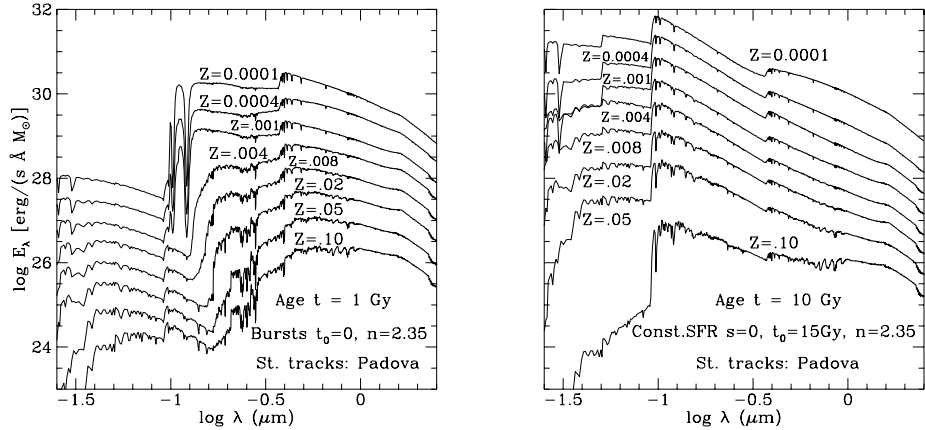 log E_λ [erg/(s Å M_⊙)]
32
30
28
26
24
Z=0.0001
Z=0.0004
Z=.001
Z=.004
Z=.008
Z=.02
Z=.05
Z=.10
Age t = 1 Gy
Bursts t_0=0, n=2.35
St. tracks: Padova
−1.5 −1 −0.5 0
log λ (μm)
Z=0.0001
Z=0.0004
Z=.001
Z=.004
Z=.008
Z=.02
Z=.05
Z=.10
Age t = 10 Gy
Const.SFR s=0, t_0=15Gy, n=2.35
St. tracks: Padova
−1.5 −1 −0.5 0
log λ (μm)